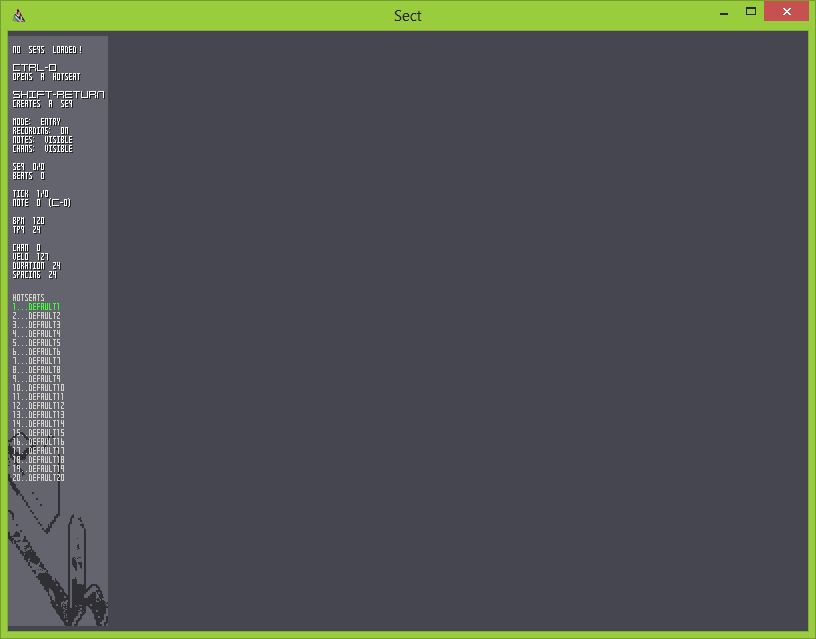 Sect
NO SEQS LOADED!
CTRL-O
OPENS A HOTSEAT
SHIFT-RETURN
CREATES A SEQ
MODE: ENTRY
RECORDING: ON
NOTES: VISIBLE
CHANS: VISIBLE
SEQ 0/0
BEATS 0
TICK 1/0
NOTE 0 (C-0)
BPM 120
TPQ 24
CHAN 0
VELO 127
DURATION 24
SPACING 24
HOTSEATS
1...DEFAULT1
2...DEFAULT2
3...DEFAULT3
4...DEFAULT4
5...DEFAULT5
6...DEFAULT6
7...DEFAULT7
8...DEFAULT8
9...DEFAULT9
10..DEFAULT10
11..DEFAULT11
12..DEFAULT12
13..DEFAULT13
14..DEFAULT14
15..DEFAULT15
16..DEFAULT16
17..DEFAULT17
18..DEFAULT18
19..DEFAULT19
20..DEFAULT20